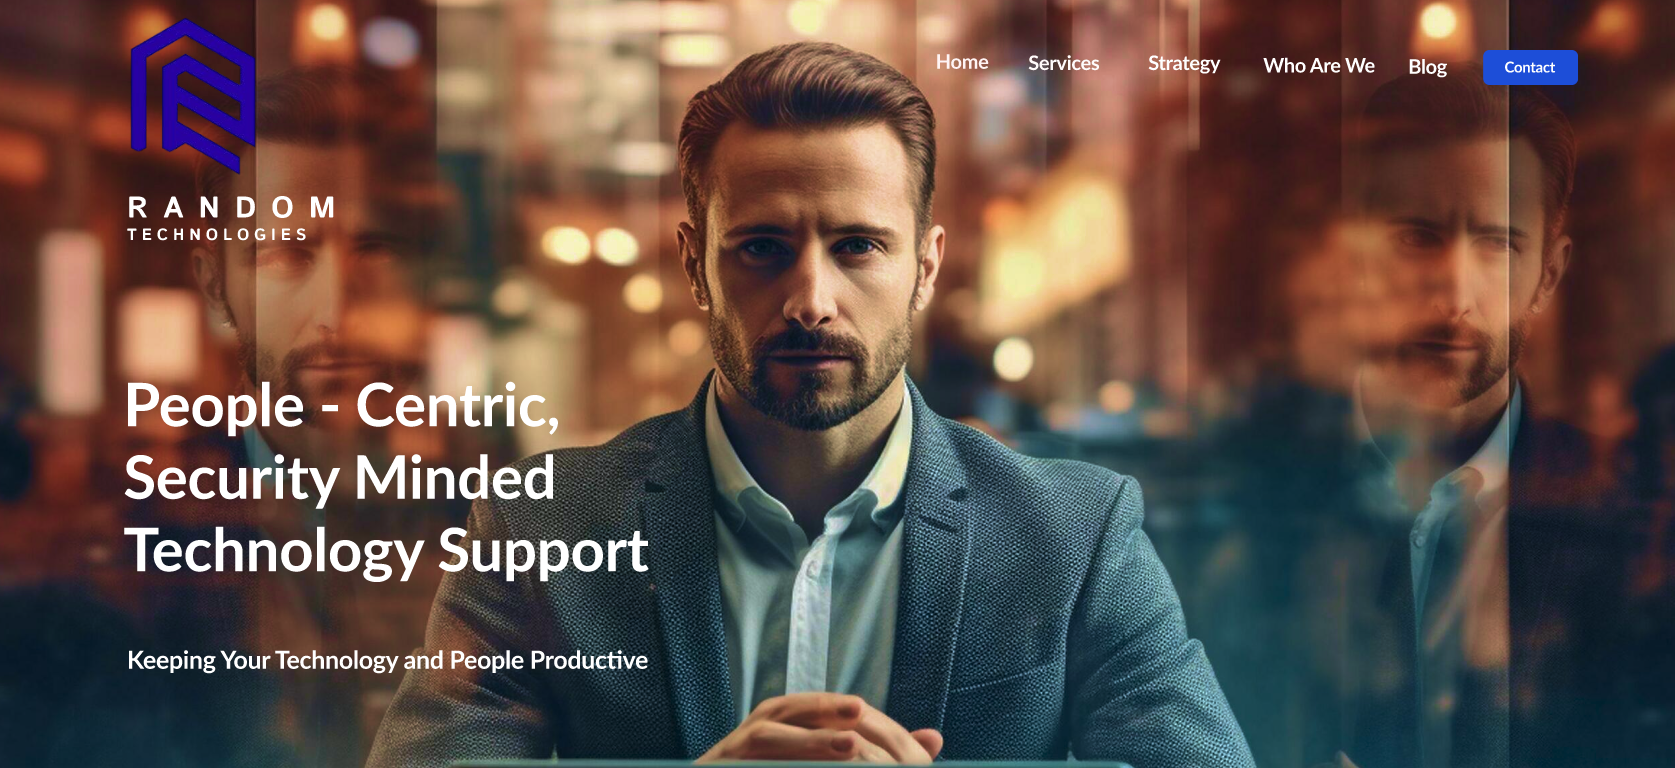 Home
Services
Strategy
Who Are We
Blog
Contact
RANDOM
TECHNOLOGIES
People - Centric,
Security Minded
Technology Support
Keeping Your Technology and People Productive